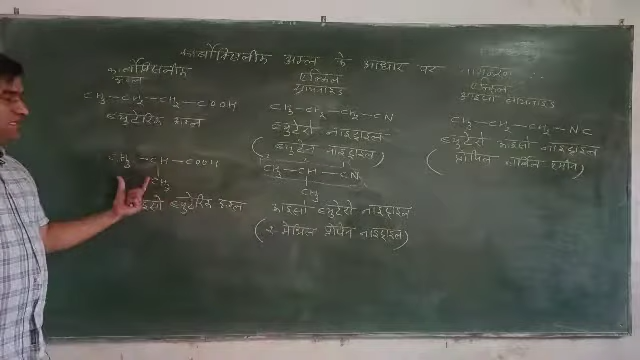 कार्बोक्सिलिक अम्ल के आधार पर नामकरण :
कार्बोक्सिलिक
अम्ल
CH₃—CH₂—CH₂—COOH
ब्युटेरिक अम्ल
CH₃—CH—COOH
|
CH₃
आइसो ब्युटेरिक अम्ल
एल्किल
सायनाइड
CH₃—CH₂—CH₂—CN
ब्युटेरो नाइट्राइल
(ब्युटेन नाइट्राइल)
CH₃—CH—CN
|
CH₃
आइसो ब्युटेरो नाइट्राइल
(2-मेथिल प्रोपेन नाइट्राइल)
एल्किल
आइसो सायनाइड
CH₃—CH₂—CH₂—NC
ब्युटेरो आइसो नाइट्राइल
(प्रोपिल कार्बिल एमीन)